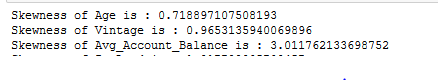 Skewness of Age is : 0.718897107508193
Skewness of Vintage is : 0.9653135940069896
Skewness of Avg_Account_Balance is : 3.011762133698752